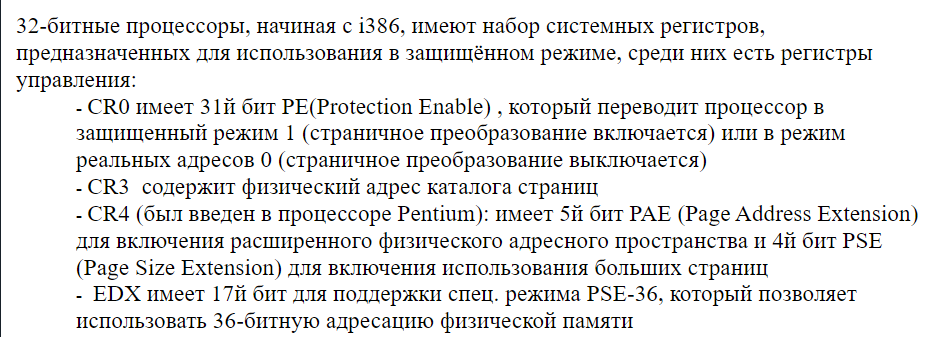 32-битные процессоры, начиная с i386, имеют набор системных регистров,
предназначенных для использования в защищённом режиме, среди них есть регистры
управления:
- CR0 имеет 31й бит PE(Protection Enable) , который переводит процессор в
защищенный режим 1 (страничное преобразование включается) или в режим
реальных адресов 0 (страничное преобразование выключается)
- CR3  содержит физический адрес каталога страниц
- CR4 (был введен в процессоре Pentium): имеет 5й бит PAE (Page Address Extension)
для включения расширенного физического адресного пространства и 4й бит PSE
(Page Size Extension) для включения использования больших страниц
-  EDX имеет 17й бит для поддержки спец. режима PSE-36, который позволяет
использовать 36-битную адресацию физической памяти